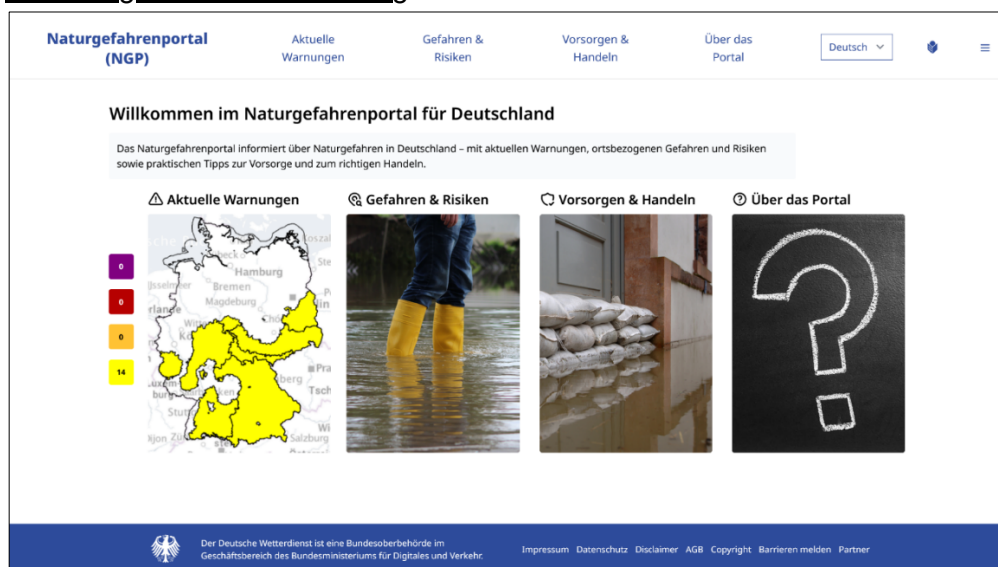 Naturgefahrenportal
(NGP)
Aktuelle
Warnungen
Gefahren &
Risiken
Vorsorgen &
Handeln
Über das
Portal
Deutsch
Willkommen im Naturgefahrenportal für Deutschland
Das Naturgefahrenportal informiert über Naturgefahren in Deutschland – mit aktuellen Warnungen, ortsbezogenen Gefahren und Risiken
sowie praktischen Tipps zur Vorsorge und zum richtigen Handeln.
Aktuelle Warnungen
Gefahren & Risiken
Vorsorgen & Handeln
Über das Portal
0
0
0
14
Hamburg
Bremen
Magdeburg
Salzburg
Der Deutsche Wetterdienst ist eine Bundesoberbehörde im
Geschäftsbereich des Bundesministeriums für Digitales und Verkehr.
Impressum Datenschutz Disclaimer AGB Copyright Barrieren melden Partner